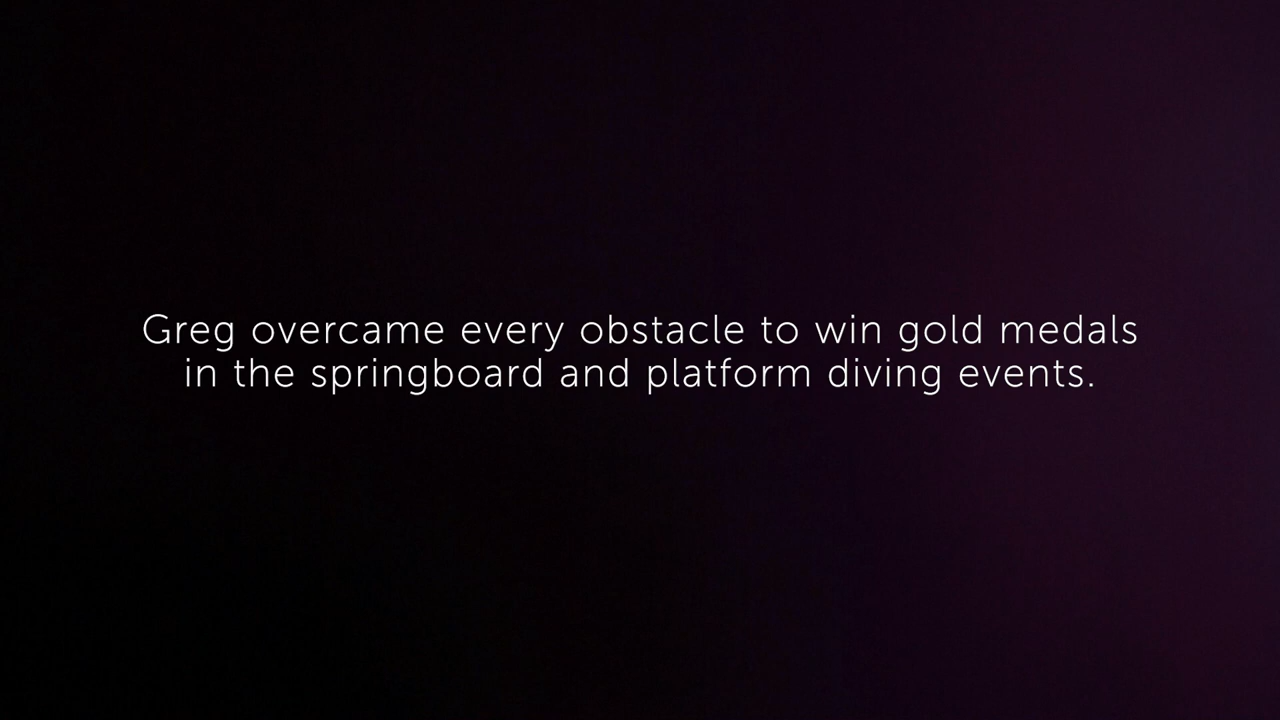 Greg overcame every obstacle to win gold medals
in the springboard and platform diving events.